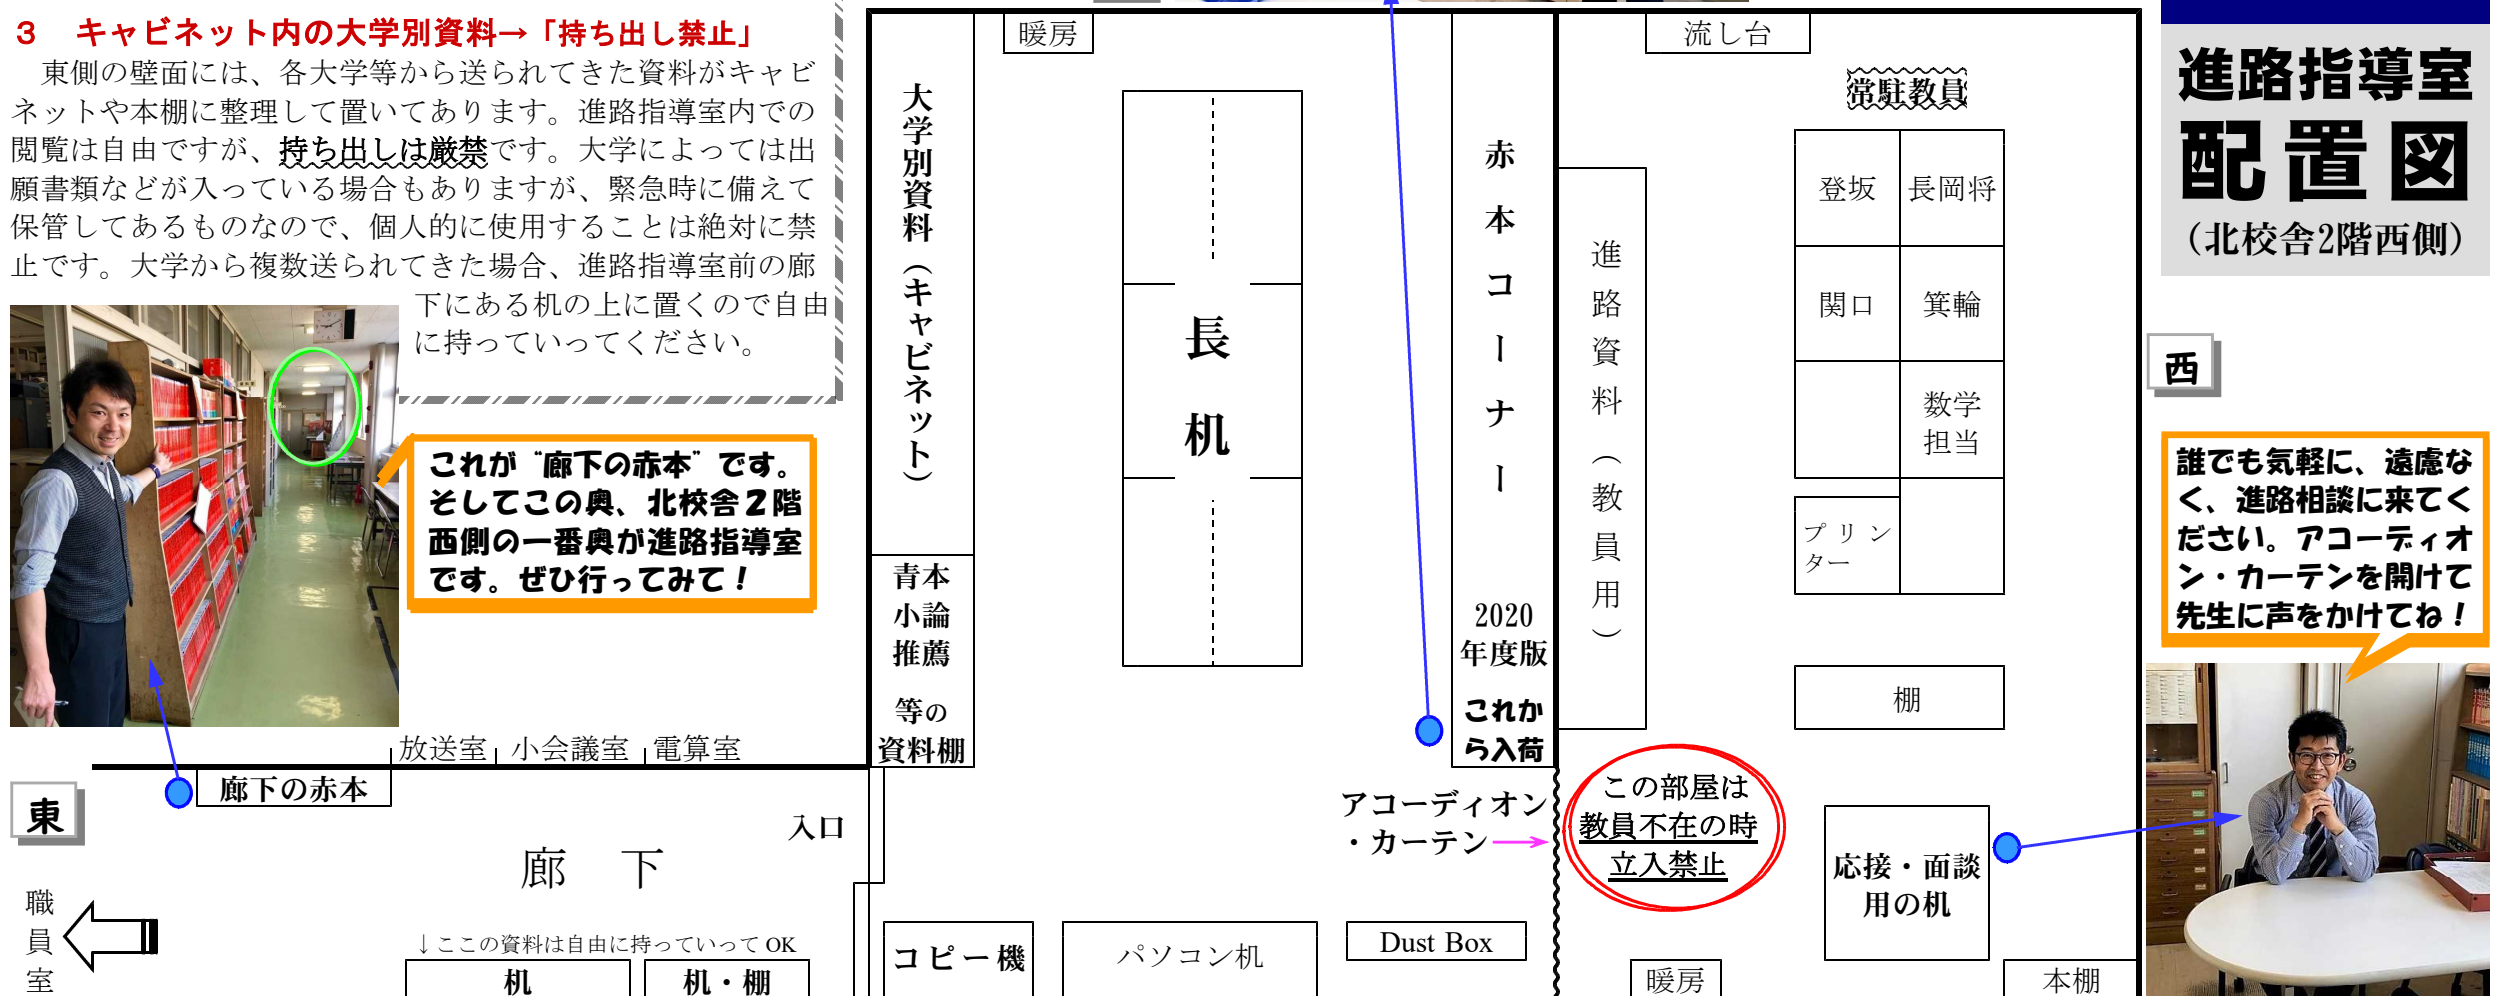 ３　キャビネット内の大学別資料→「持ち出し禁止」
東側の壁面には、各大学等から送られてきた資料がキャビ
ネットや本棚に整理して置いてあります。進路指導室内での
閲覧は自由ですが、持ち出しは厳禁です。大学によっては出
願書類などが入っている場合もありますが、緊急時に備えて
保管してあるものなので、個人的に使用することは絶対に禁
止です。大学から複数送られてきた場合、進路指導室前の廊
下にある机の上に置くので自由
に持っていってください。
これが“廊下の赤本”です。
そしてこの奥、北校舎２階
西側の一番奥が進路指導室
です。ぜひ行ってみて！
放送室
小会議室
電算室
廊下の赤本
東
入口
廊　下
職員室
↓ここの資料は自由に持っていって OK
机
机・棚
暖房
大学別資料（キャビネット）
青本
小論
推薦
等の
資料棚
長机
赤本コーナー
2020
年度版
これか
ら入荷
アコーディオン
・カーテン
コピー機
パソコン机
Dust Box
流し台
進路資料（教員用）
常駐教員
登坂
長岡将
関口
箕輪
数学
担当
プリン
ター
棚
この部屋は
教員不在の時
立入禁止
応接・面談
用の机
暖房
本棚
進路指導室
配置図
（北校舎2階西側）
西
誰でも気軽に、遠慮な
く、進路相談に来てく
ださい。アコーディオ
ン・カーテンを開けて
先生に声をかけてね！